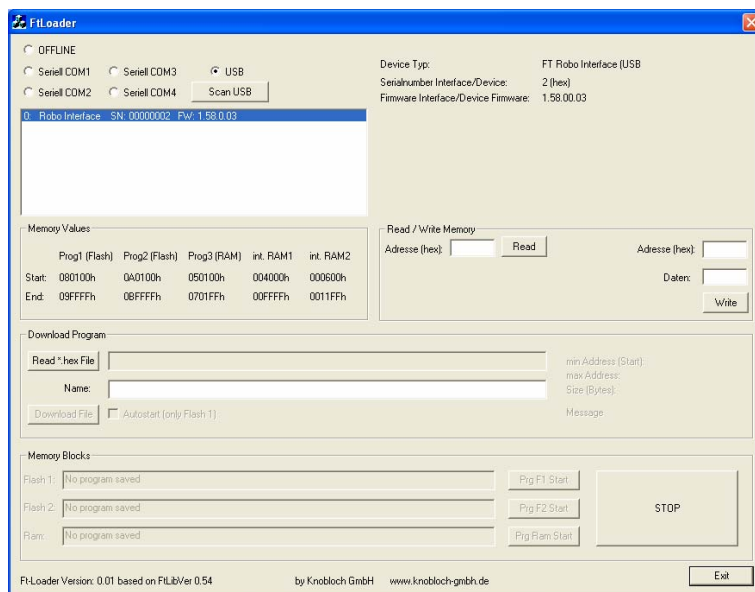 FtLoader
OFFLINE
Seriell COM1 Seriell COM3 USB
Seriell COM2 Seriell COM4 Scan USB
Device Typ: FT Robo Interface (USB
Serialnumber Interface/Device: 2 (hex)
Firmware Interface/Device Firmware: 1.58.00.03
0: Robo Interface SN: 00000002 FW: 1.58.0.03
Memory Values
Prog1 (Flash) Prog2 (Flash) Prog3 (RAM) int. RAM1 int. RAM2
Start: 080100h 0A0100h 050100h 004000h 000600h
End: 09FFFFh 0BFFFFh 0701FFh 00FFFFh 0011FFh
Read / Write Memory
Adresse (hex): Read Adresse (hex):
Daten:
Write
Download Program
Read *.hex File
Name:
Download File Autostart (only Flash 1)
min Address (Start):
max Address:
Size (Bytes):
Message
Memory Blocks
Flash 1: No program saved Prg F1 Start
Flash 2: No program saved Prg F2 Start
Ram: No program saved Prg Ram Start
STOP
Ft-Loader Version: 0.01 based on FtLibVer 0.54 by Knobloch GmbH www.knobloch-gmbh.de Exit